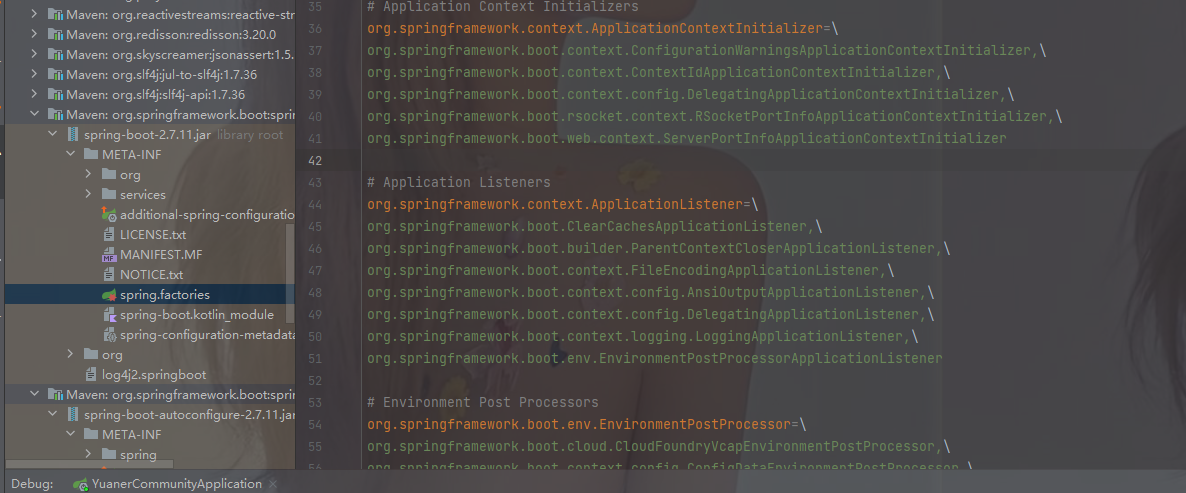 Maven: org.reactivestreams:reactive-str
Maven: org.redisson:redisson:3.20.0
Maven: org.skyscreamer:jsonassert:1.5.
Maven: org.slf4j:jul-to-slf4j:1.7.36
Maven: org.slf4j:slf4j-api:1.7.36
Maven: org.springframework.boot:sprin
spring-boot-2.7.11.jar library root
META-INF
org
services
additional-spring-configuratio
LICENSE.txt
MANIFEST.MF
NOTICE.txt
spring.factories
spring-boot.kotlin_module
spring-configuration-metadata
org
log4j2.springboot
Maven: org.springframework.boot:sprin
spring-boot-autoconfigure-2.7.11.jar
META-INF
spring
35 # Application Context Initializers
36 org.springframework.context.ApplicationContextInitializer=\
37 org.springframework.boot.context.ConfigurationWarningsApplicationContextInitializer,\
38 org.springframework.boot.context.ContextIdApplicationContextInitializer,\
39 org.springframework.boot.context.config.DelegatingApplicationContextInitializer,\
40 org.springframework.boot.rsocket.context.RSocketPortInfoApplicationContextInitializer,\
41 org.springframework.boot.web.context.ServerPortInfoApplicationContextInitializer
42
43 # Application Listeners
44 org.springframework.context.ApplicationListener=\
45 org.springframework.boot.ClearCachesApplicationListener,\
46 org.springframework.boot.builder.ParentContextCloserApplicationListener,\
47 org.springframework.boot.context.FileEncodingApplicationListener,\
48 org.springframework.boot.context.config.AnsiOutputApplicationListener,\
49 org.springframework.boot.context.config.DelegatingApplicationListener,\
50 org.springframework.boot.context.logging.LoggingApplicationListener,\
51 org.springframework.boot.env.EnvironmentPostProcessorApplicationListener
52
53 # Environment Post Processors
54 org.springframework.boot.env.EnvironmentPostProcessor=\
55 org.springframework.boot.cloud.CloudFoundryVcapEnvironmentPostProcessor,\
56 org.springframework.boot.context.config.ConfigDataEnvironmentPostProcessor,\
Debug: YuanerCommunityApplication